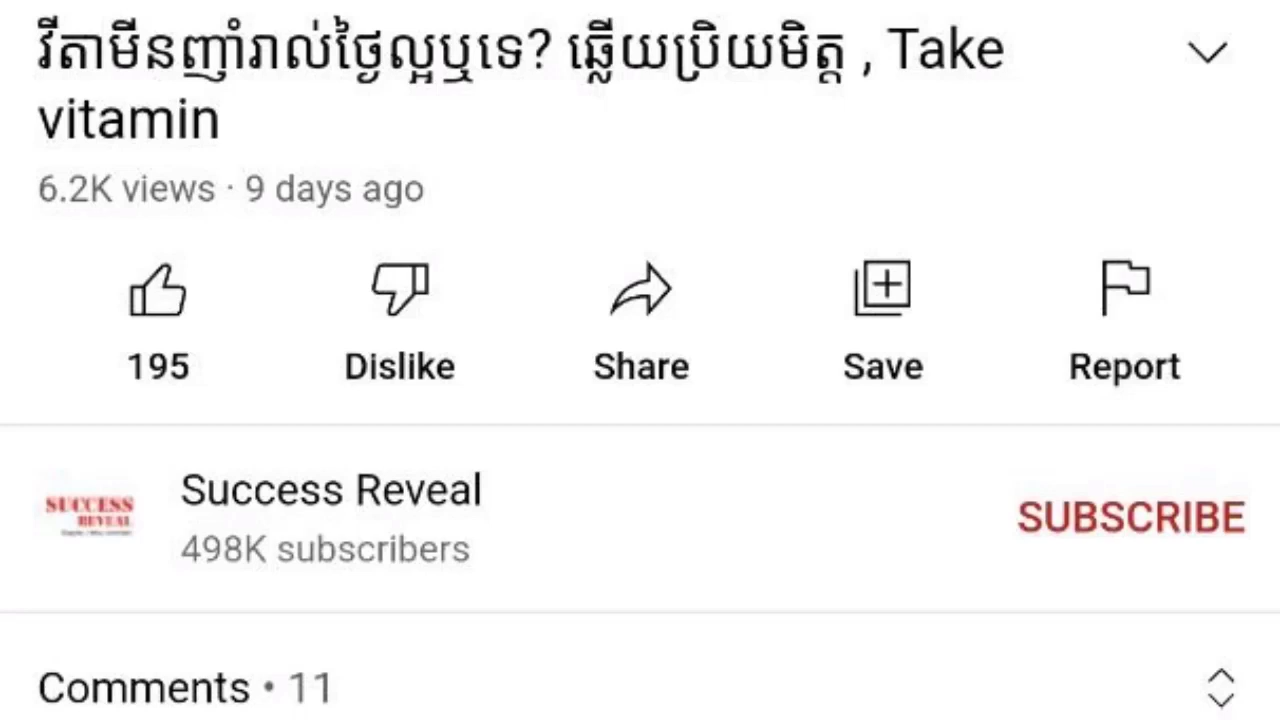 វីតាមីនញ៉ាំរាល់ថ្ងៃល្អឬទេ? ឆ្លើយប្រិយមិត្ត , Take
vitamin
6.2K views · 9 days ago
195
Dislike
Share
Save
Report
SUCCESS
REVEAL
Success Reveal
498K subscribers
SUBSCRIBE
Comments • 11